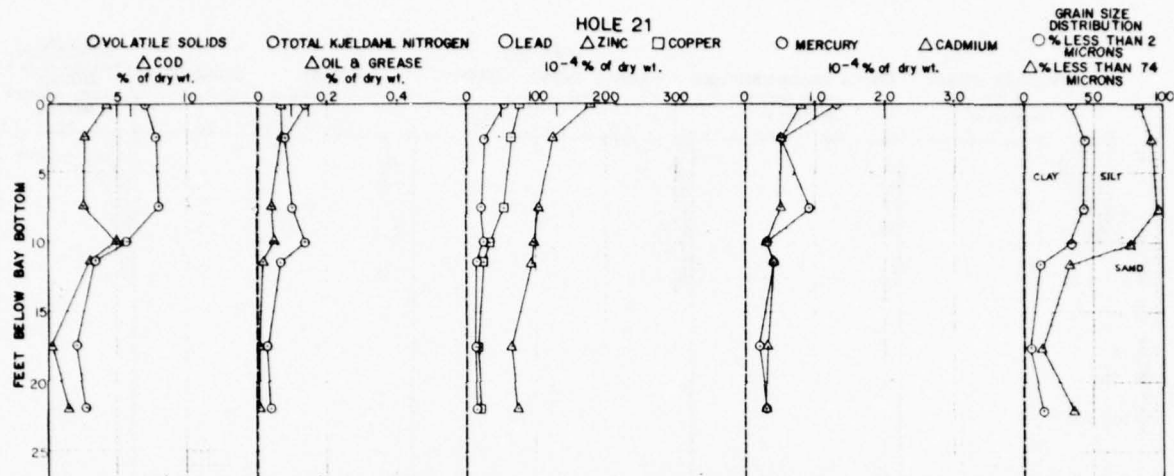 HOLE 21
○VOLATILE SOLIDS
△COD
% of dry wt.
○TOTAL KJELDAHL NITROGEN
△OIL & GREASE
% of dry wt.
○LEAD △ZINC □COPPER
10⁻⁴ % of dry wt.
○MERCURY △CADMIUM
10⁻⁴ % of dry wt.
GRAIN SIZE
DISTRIBUTION
○% LESS THAN 2
MICRONS
△% LESS THAN 74
MICRONS
0 5 10
0 0.2 0.4
0 100 200 300
0 1.0 2.0 3.0
0 50 100
0
5
10
15
20
25
FEET BELOW BAY BOTTOM
CLAY SILT
SAND